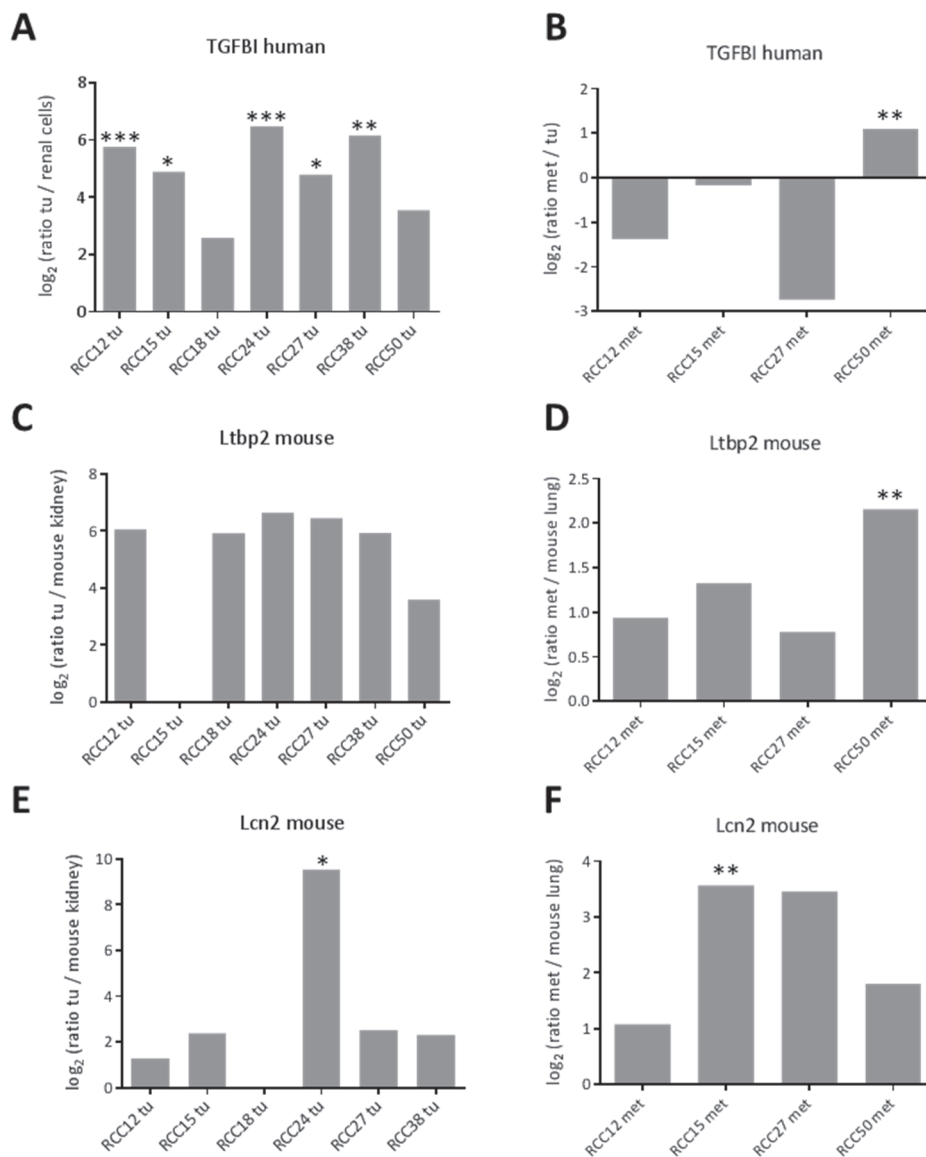 A
TGFBI human
log2 (ratio tu / renal cells)
8
6
4
2
0
***
*
***
*
**
RCC12 tu
RCC15 tu
RCC18 tu
RCC24 tu
RCC27 tu
RCC38 tu
RCC50 tu
B
TGFBI human
log2 (ratio met / tu)
2
1
0
-1
-2
-3
**
RCC12 met
RCC15 met
RCC27 met
RCC50 met
C
Ltbp2 mouse
log2 (ratio tu / mouse kidney)
8
6
4
2
0
RCC12 tu
RCC15 tu
RCC18 tu
RCC24 tu
RCC27 tu
RCC38 tu
RCC50 tu
D
Ltbp2 mouse
log2 (ratio met / mouse lung)
2.5
2.0
1.5
1.0
0.5
0.0
**
RCC12 met
RCC15 met
RCC27 met
RCC50 met
E
Lcn2 mouse
log2 (ratio tu / mouse kidney)
10
8
6
4
2
0
*
RCC12 tu
RCC15 tu
RCC18 tu
RCC24 tu
RCC27 tu
RCC38 tu
F
Lcn2 mouse
log2 (ratio met / mouse lung)
4
3
2
1
0
**
RCC12 met
RCC15 met
RCC27 met
RCC50 met